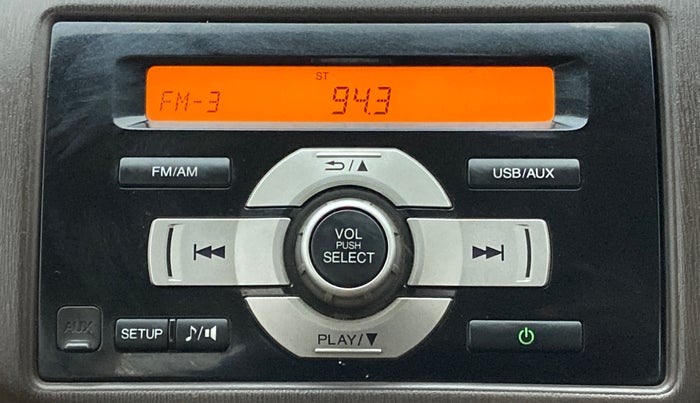 ST
FM-3 94.3
FM/AM
USB/AUX
VOL
PUSH
SELECT
AUX
SETUP
PLAY/▼